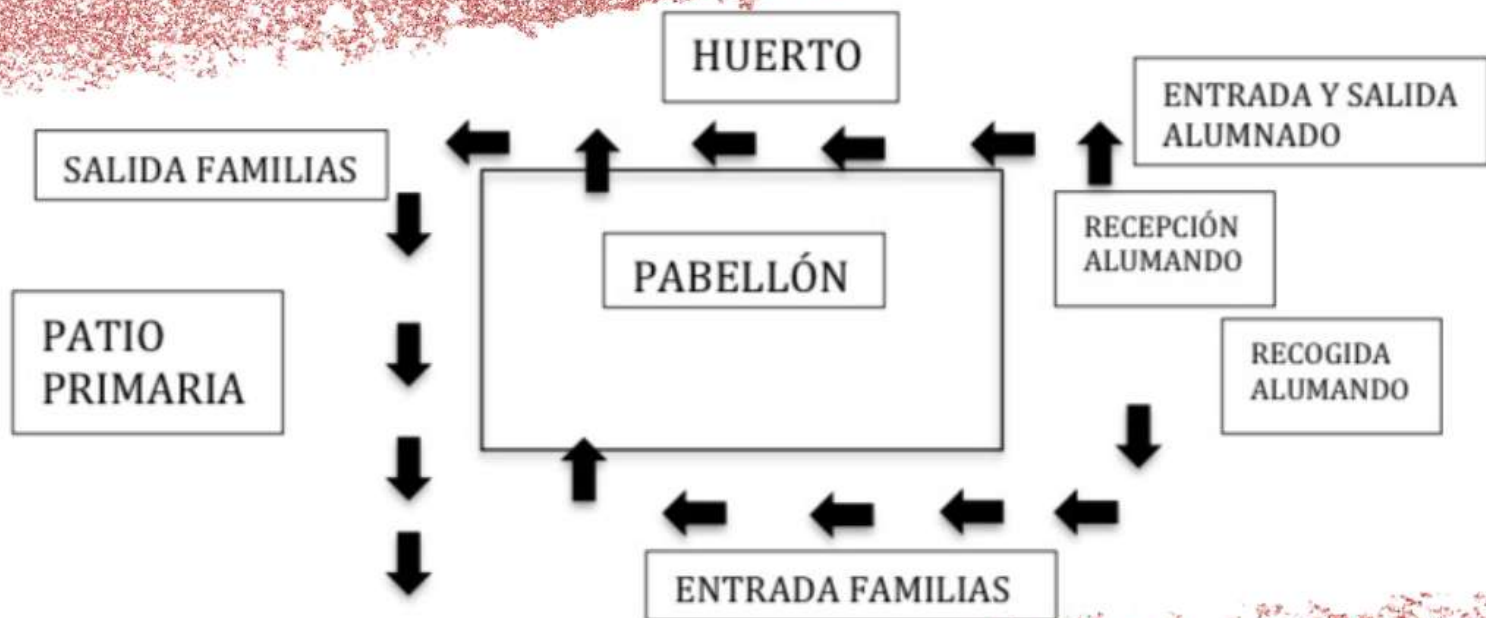 HUERTO
ENTRADA Y SALIDA
ALUMNADO
SALIDA FAMILIAS
RECEPCIÓN
ALUMANDO
PABELLÓN
PATIO
PRIMARIA
RECOGIDA
ALUMANDO
ENTRADA FAMILIAS